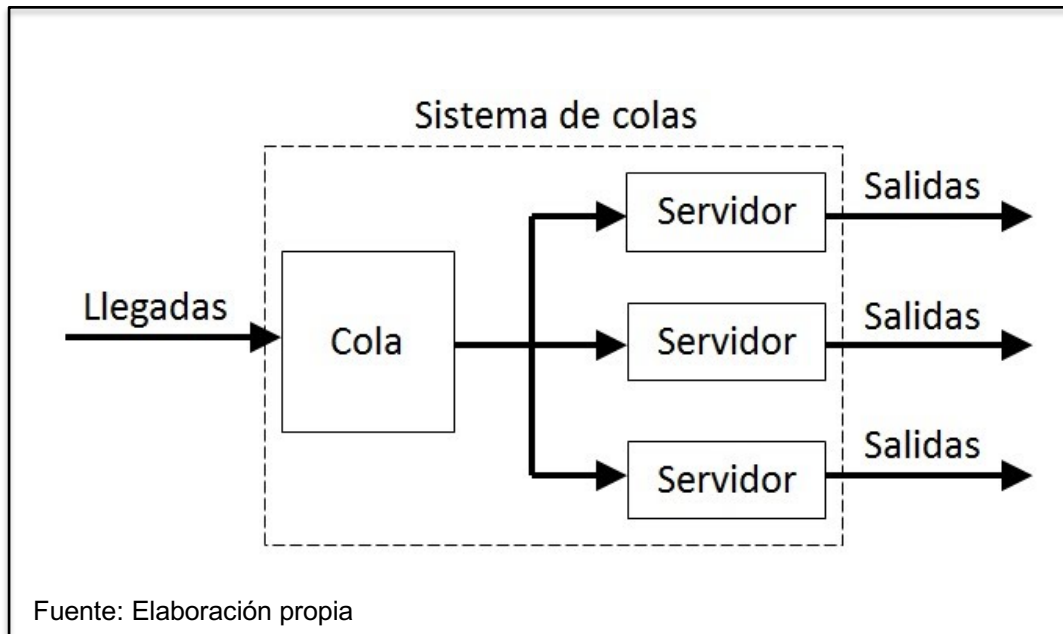 Sistema de colas
Llegadas
Cola
Servidor
Salidas
Servidor
Salidas
Servidor
Salidas
Fuente: Elaboración propia